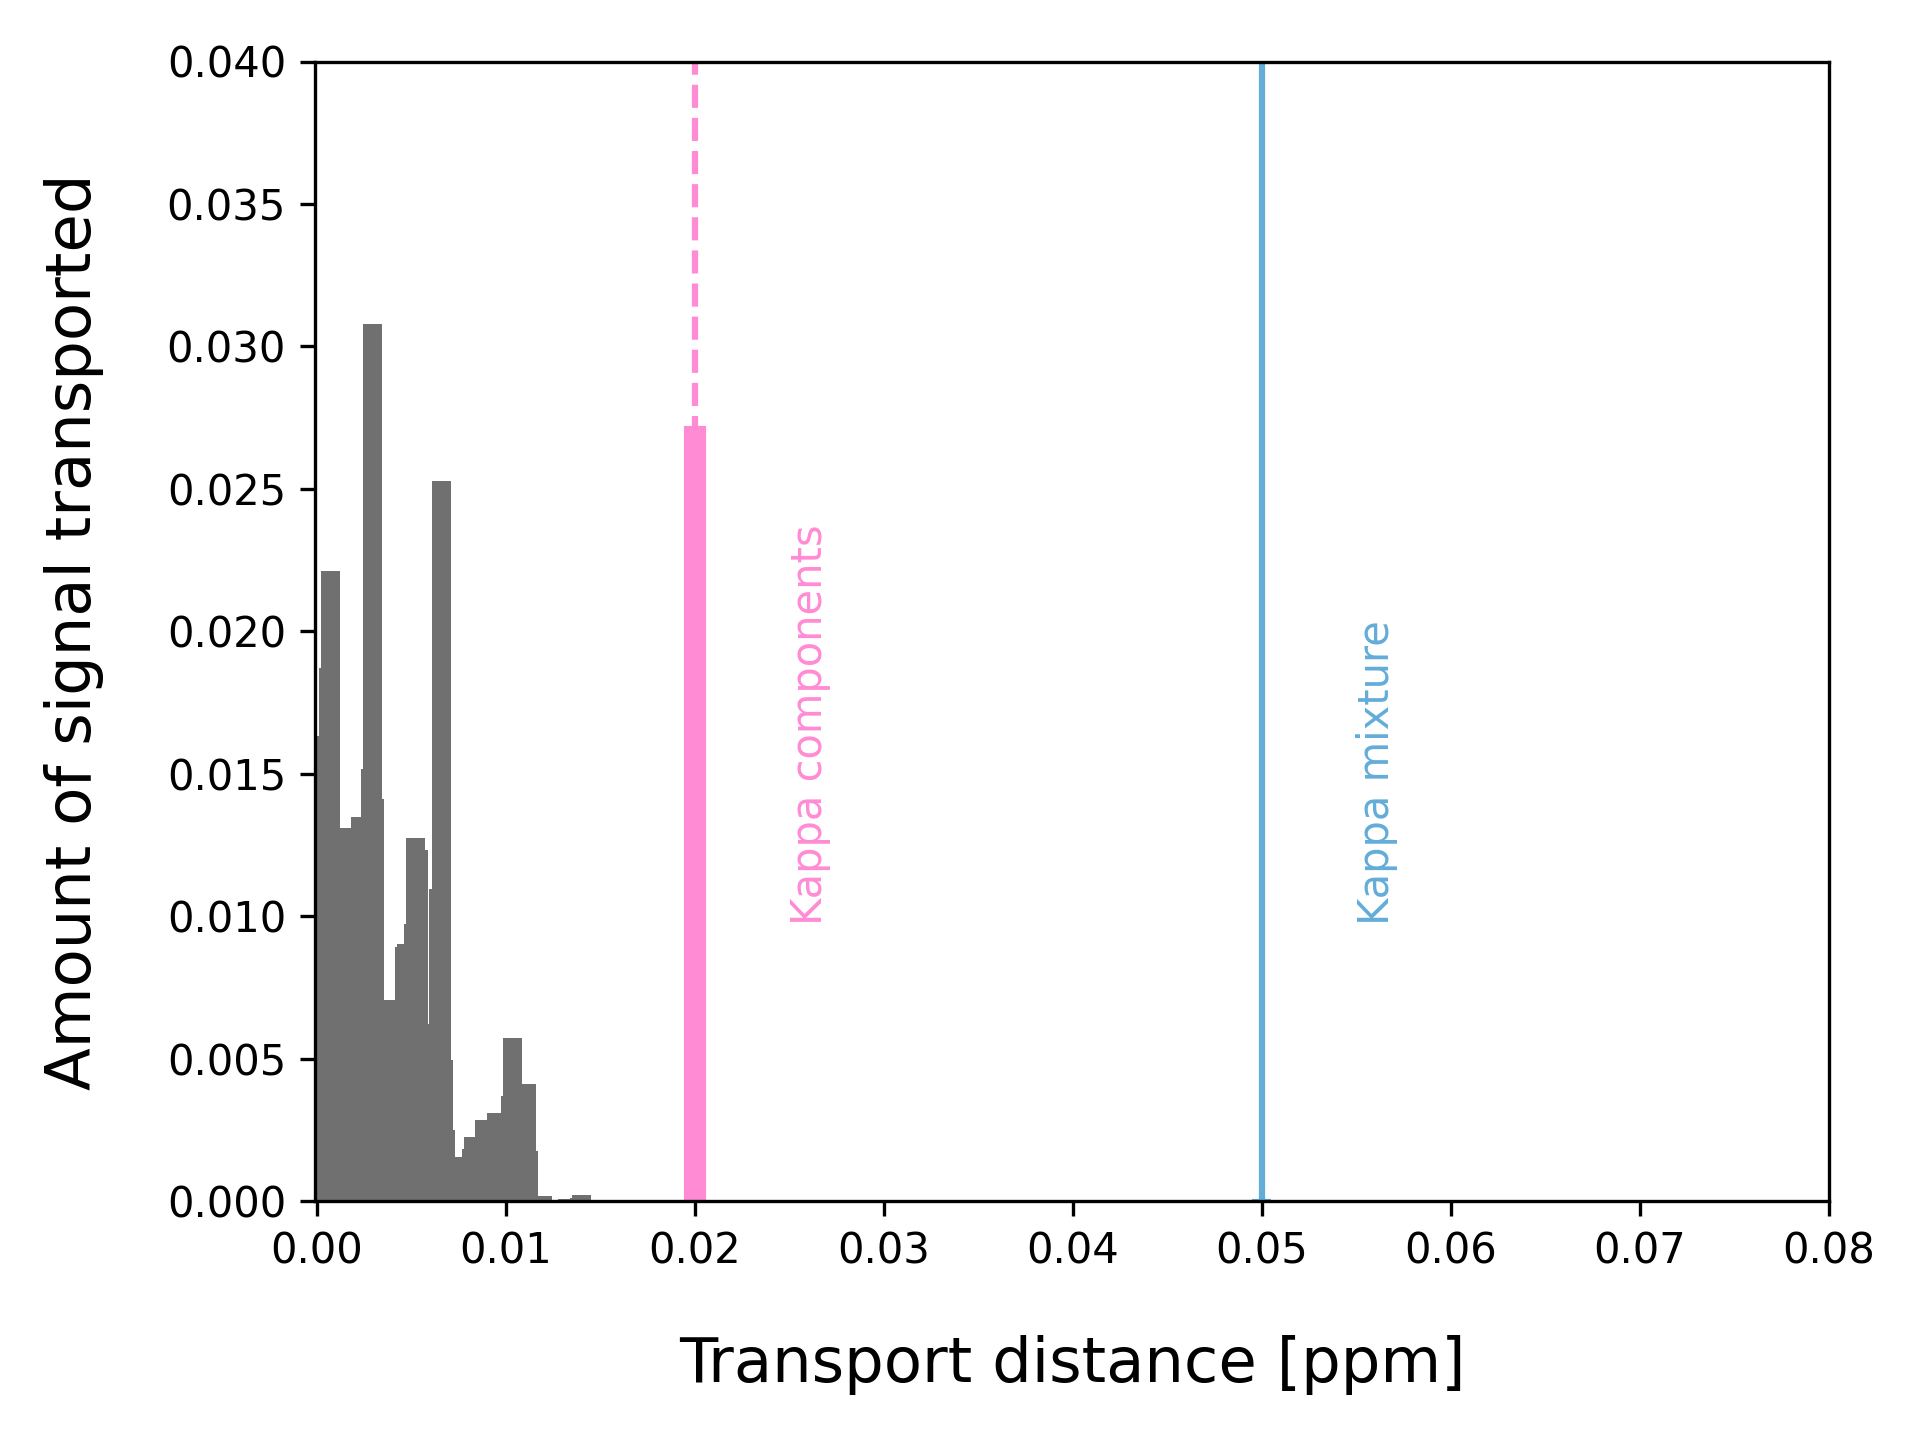 Amount of signal transported
0.040
0.035
0.030
0.025
0.020
0.015
0.010
0.005
0.000
Kappa components
Kappa mixture
0.00 0.01 0.02 0.03 0.04 0.05 0.06 0.07 0.08
Transport distance [ppm]